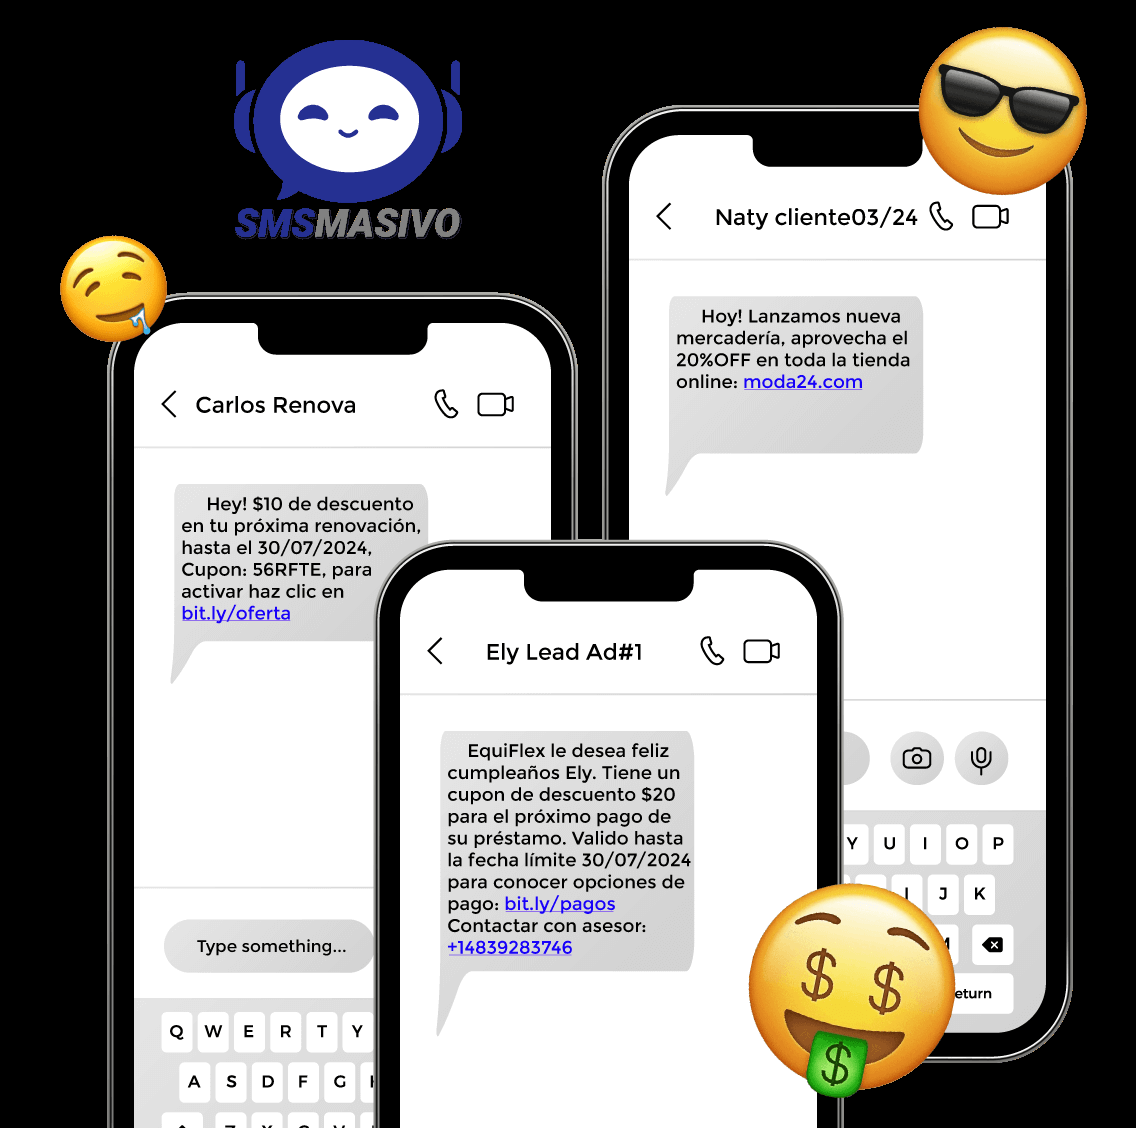 SMSMASIVO
Naty cliente03/24
Hoy! Lanzamos nueva
mercadería, aprovecha el
20%OFF en toda la tienda
online: moda24.com
Y U I O P
J K
Carlos Renova
Hey! $10 de descuento
en tu próxima renovación,
hasta el 30/07/2024,
Cupon: 56RFTE, para
activar haz clic en
bit.ly/oferta
Type something...
Q W E R T Y
A S D F G
Ely Lead Ad#1
EquiFlex le desea feliz
cumpleaños Ely. Tiene un
cupon de descuento $20
para el próximo pago de
su préstamo. Valido hasta
la fecha límite 30/07/2024
para conocer opciones de
pago: bit.ly/pagos
Contactar con asesor:
+14839283746
$ $
$